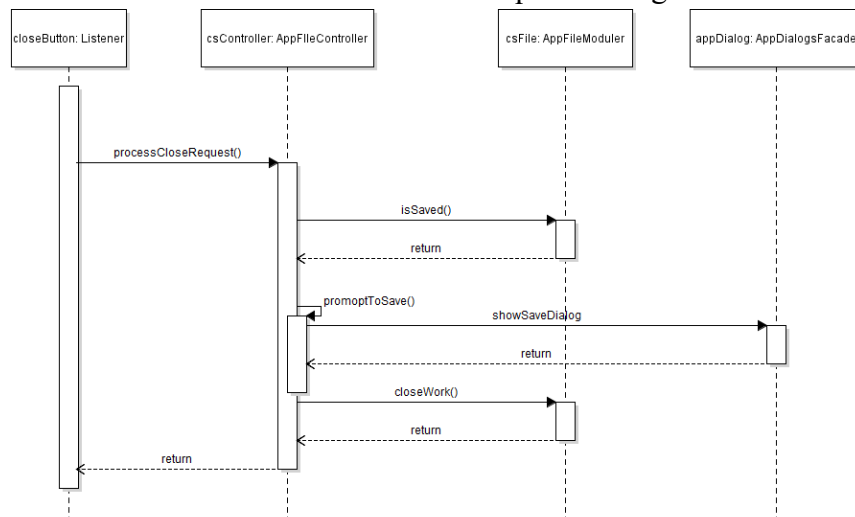 closeButton: Listener
csController: AppFIleController
csFile: AppFileModuler
appDialog: AppDialogsFacade
processCloseRequest()
isSaved()
return
promoptToSave()
showSaveDialog
return
closeWork()
return
return